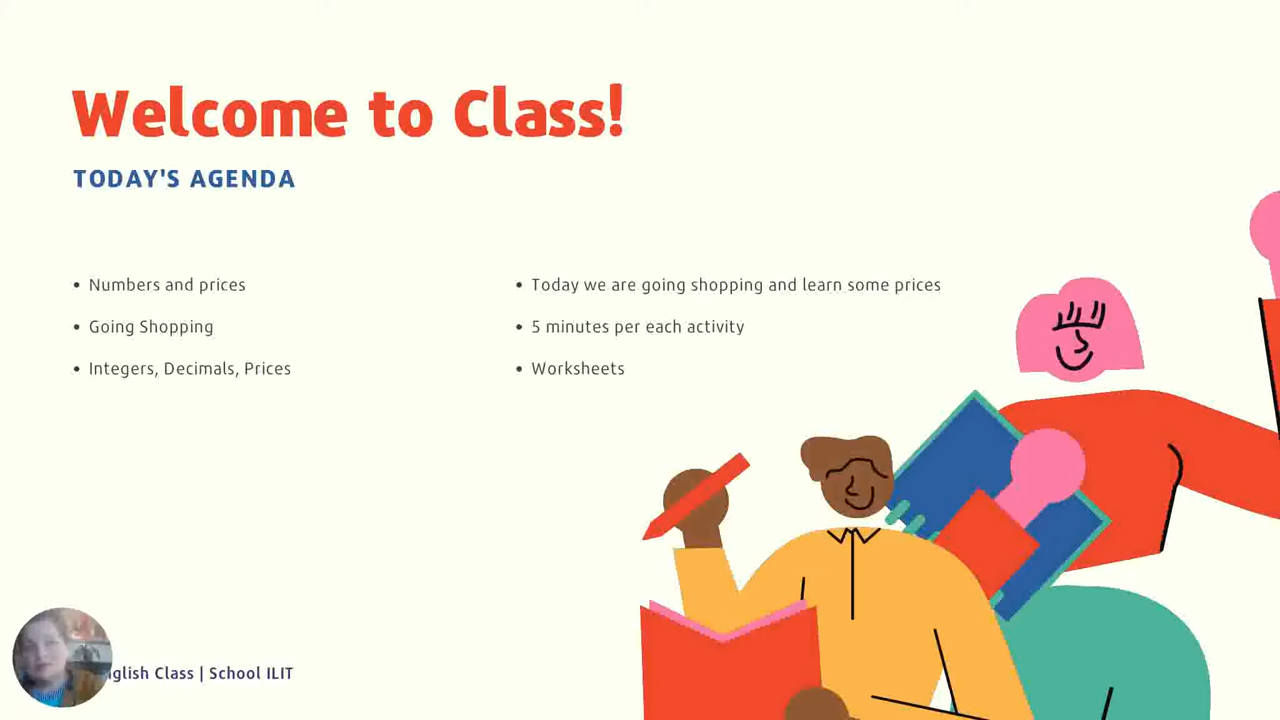 Welcome to Class!
TODAY'S AGENDA
• Numbers and prices
• Going Shopping
• Integers, Decimals, Prices
• Today we are going shopping and learn some prices
• 5 minutes per each activity
• Worksheets
Class | School ILIT